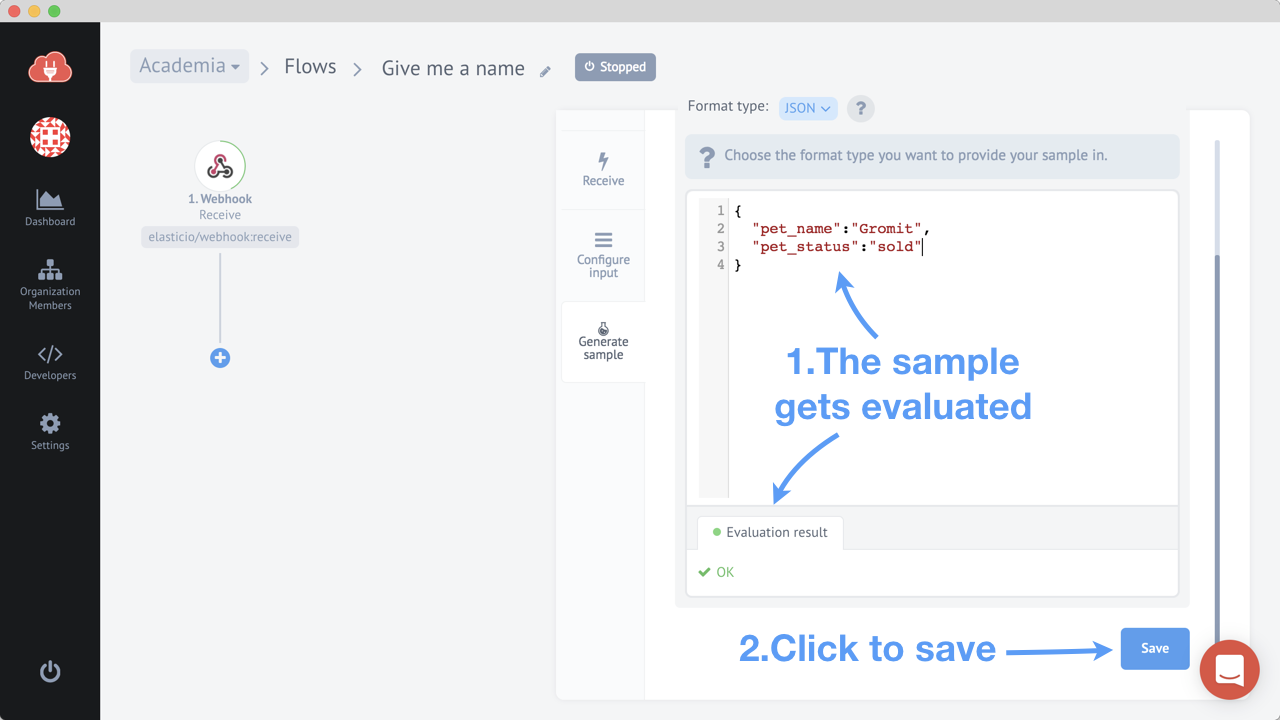 Academia
Flows
Give me a name
Stopped
Dashboard
Organization
Members
Developers
Settings
1. Webhook
Receive
elasticio/webhook:receive
Receive
Configure
input
Generate
sample
Format type:
JSON
?
? Choose the format type you want to provide your sample in.
1 {
2 "pet_name":"Gromit",
3 "pet_status":"sold"
4 }
1.The sample
gets evaluated
Evaluation result
OK
2.Click to save
Save